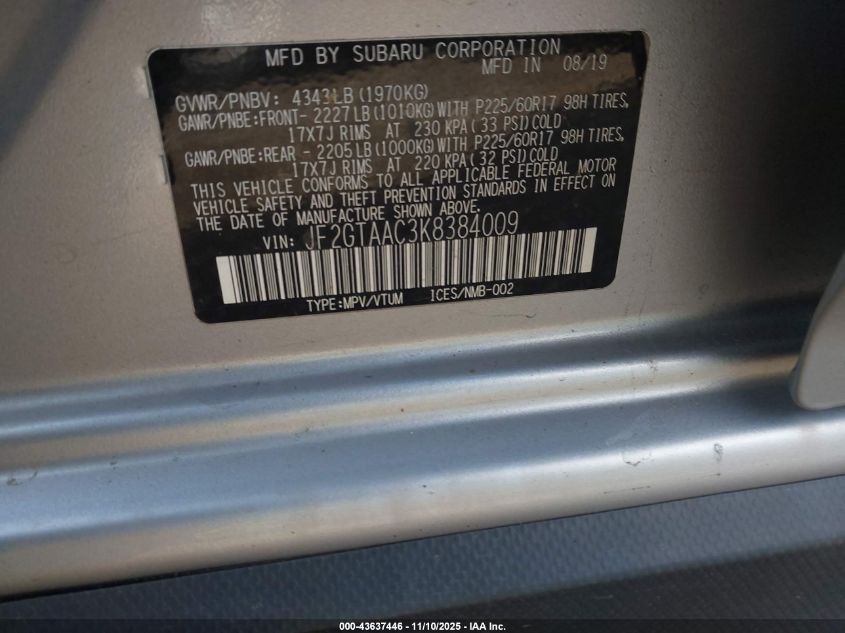 MFD BY SUBARU CORPORATION
MFD IN 08/19
GVWR/PNBV: 4343LB(1970KG)
GAWR/PNBE:FRONT- 2227LB(1010KG)WITH P225/60R17 98H TIRES,
17X7J RIMS AT 230 KPA(33 PSI)COLD
GAWR/PNBE:REAR - 2205LB(1000KG)WITH P225/60R17 98H TIRES,
17X7J RIMS AT 220 KPA(32 PSI)COLD
THIS VEHICLE CONFORMS TO ALL APPLICABLE FEDERAL MOTOR
VEHICLE SAFETY AND THEFT PREVENTION STANDARDS IN EFFECT ON
THE DATE OF MANUFACTURE SHOWN ABOVE.
VIN: JF2GTAAC3K8384009
TYPE:MPV/VTUM ICES/NMB-002
000-43637446 - 11/10/2025 - IAA Inc.